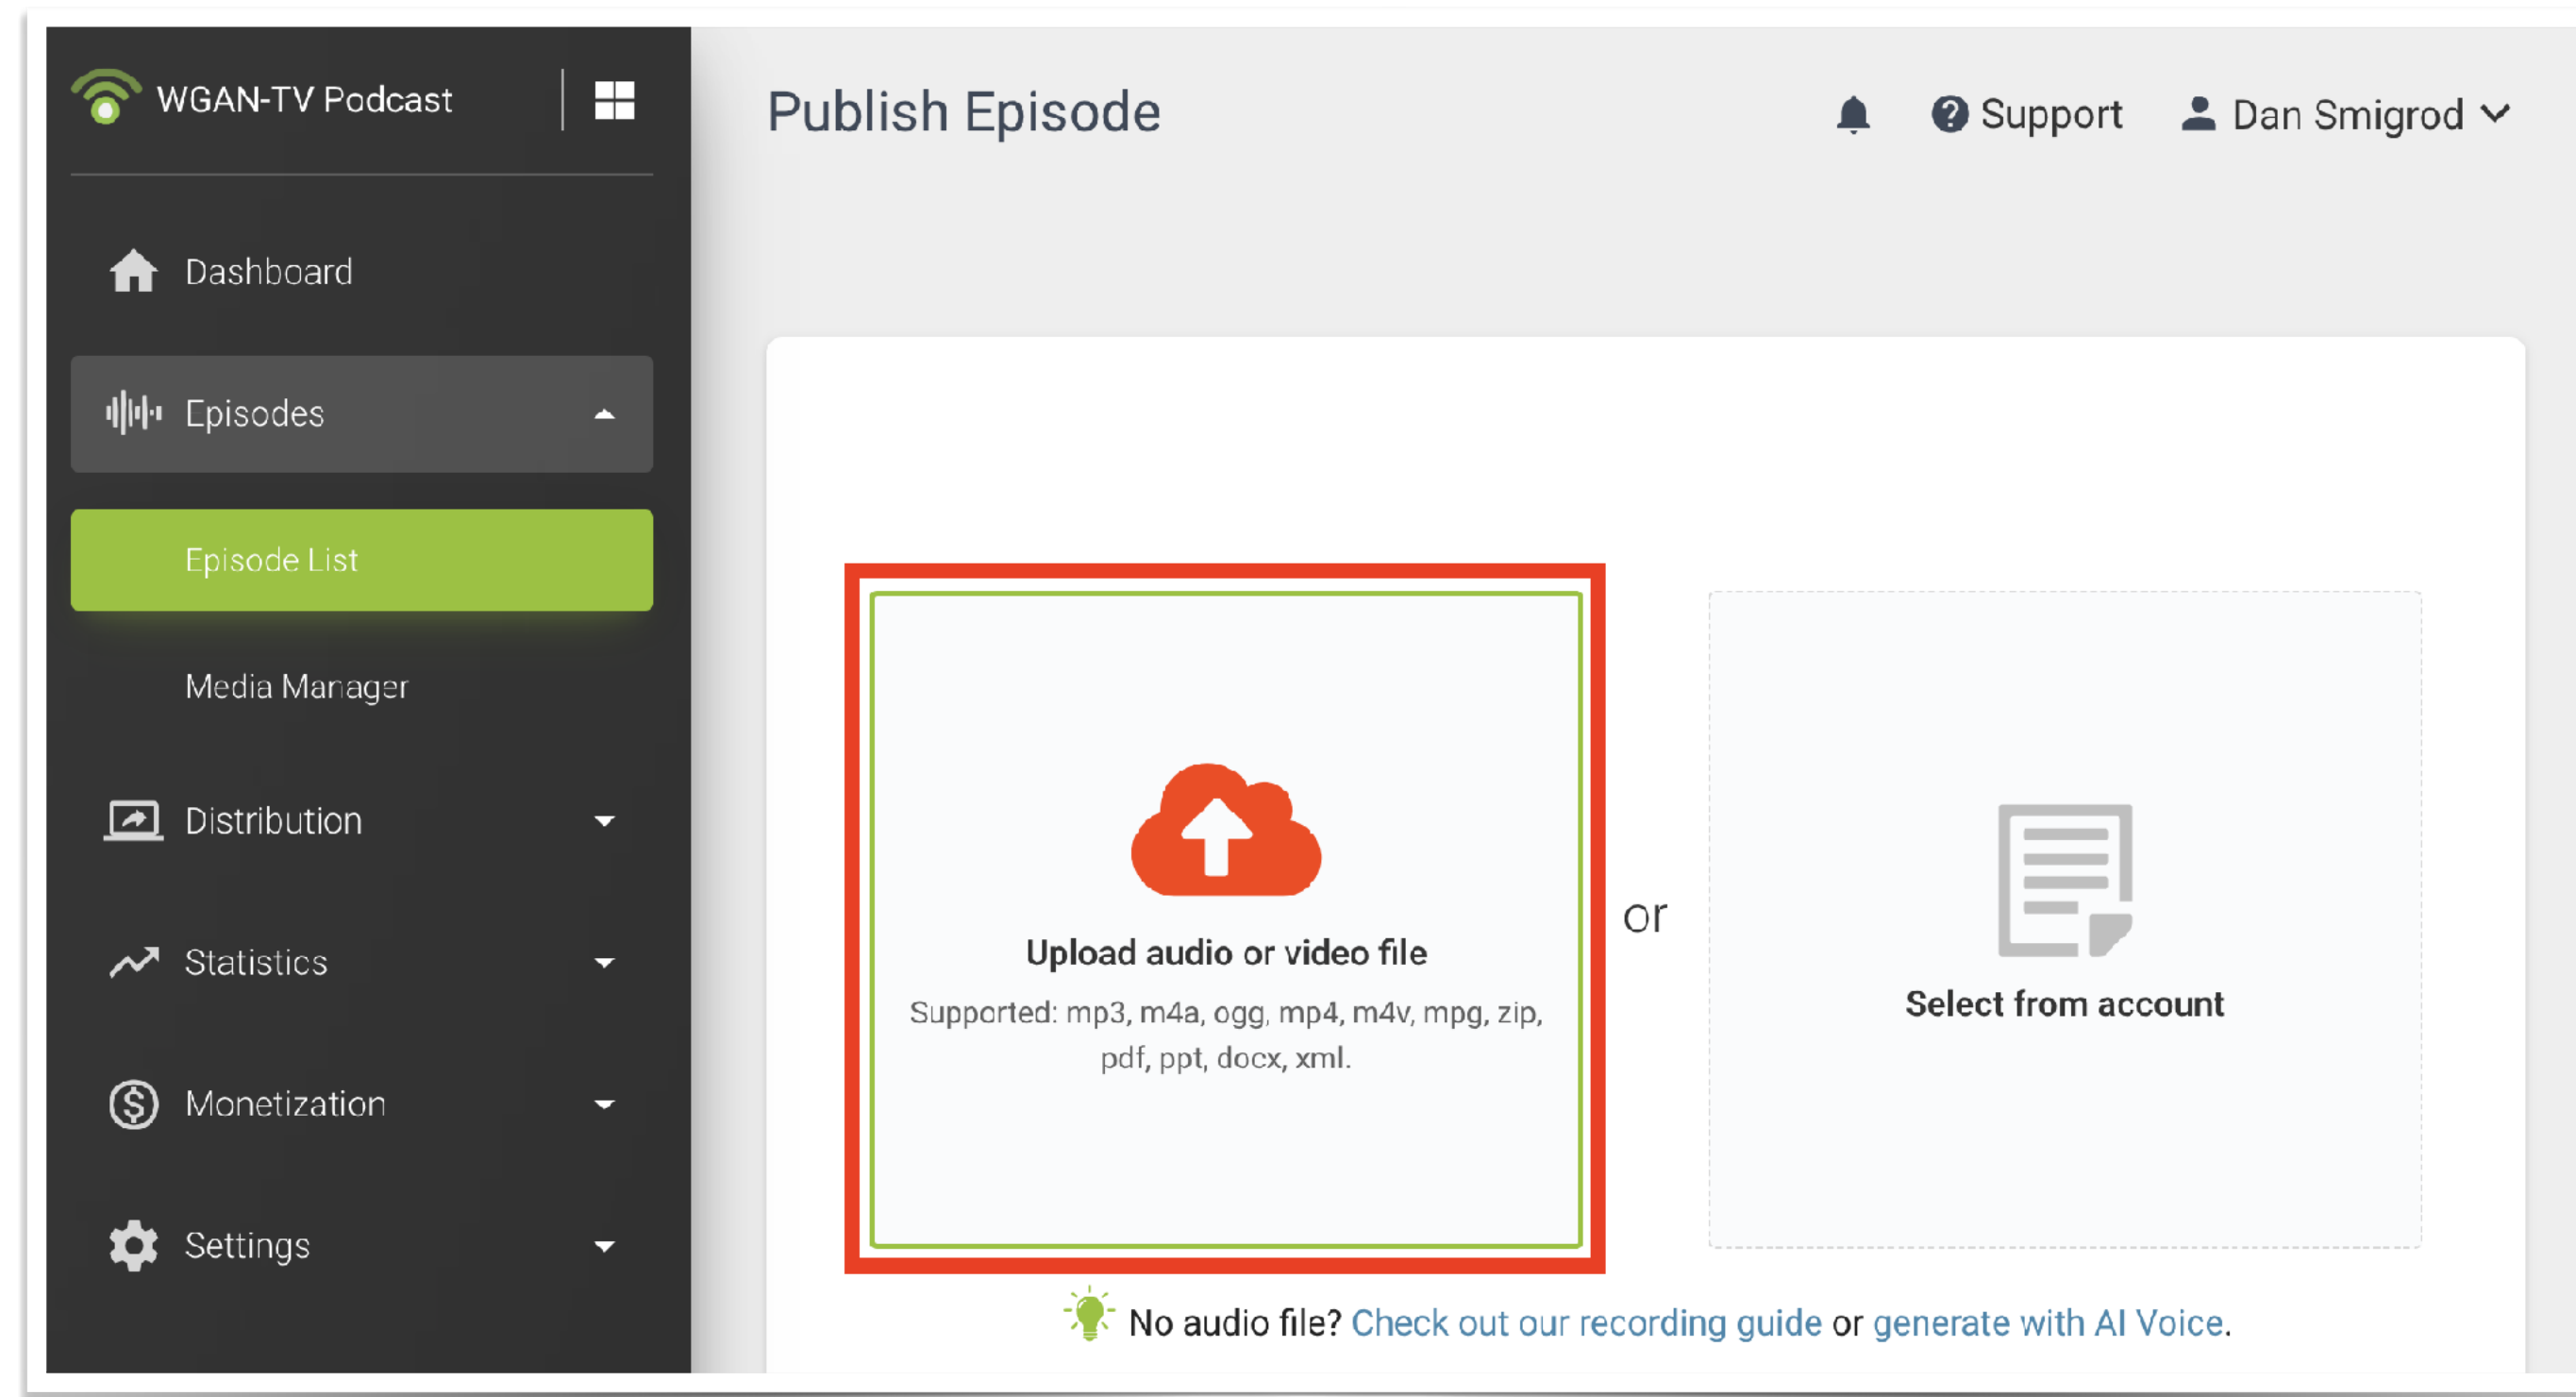 WGAN-TV Podcast
Dashboard
Episodes
Episode List
Media Manager
Distribution
Statistics
Monetization
Settings
Publish Episode
Support
Dan Smigrod
Upload audio or video file
Supported: mp3, m4a, ogg, mp4, m4v, mpg, zip,
pdf, ppt, docx, xml.
or
Select from account
No audio file? Check out our recording guide or generate with AI Voice.